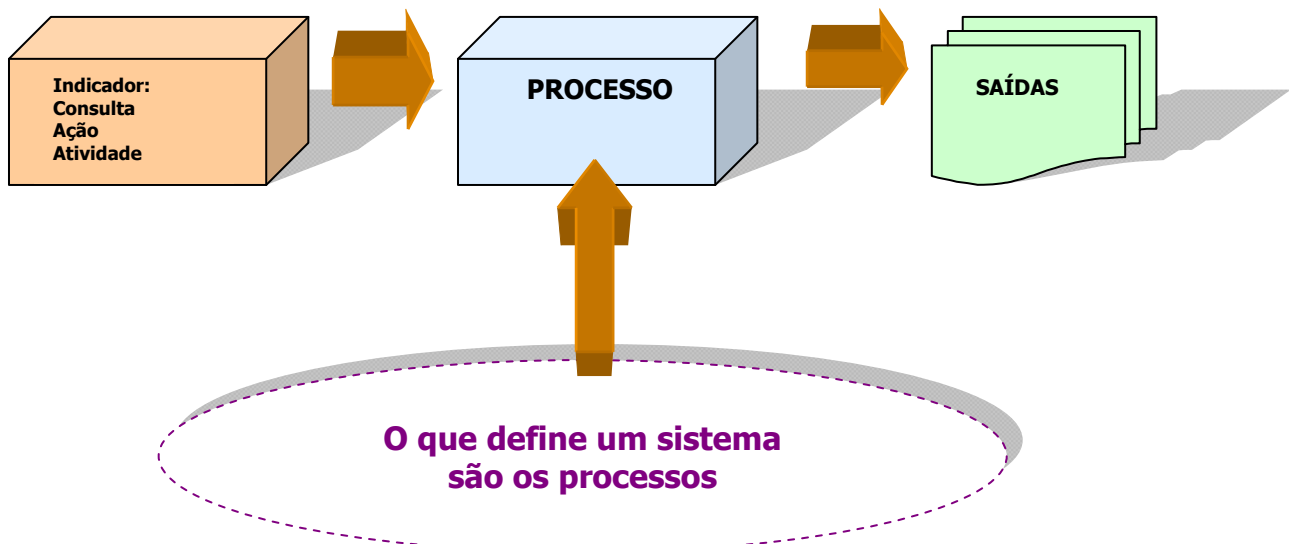 Indicador:
Consulta
Ação
Atividade
PROCESSO
SAÍDAS
O que define um sistema
são os processos